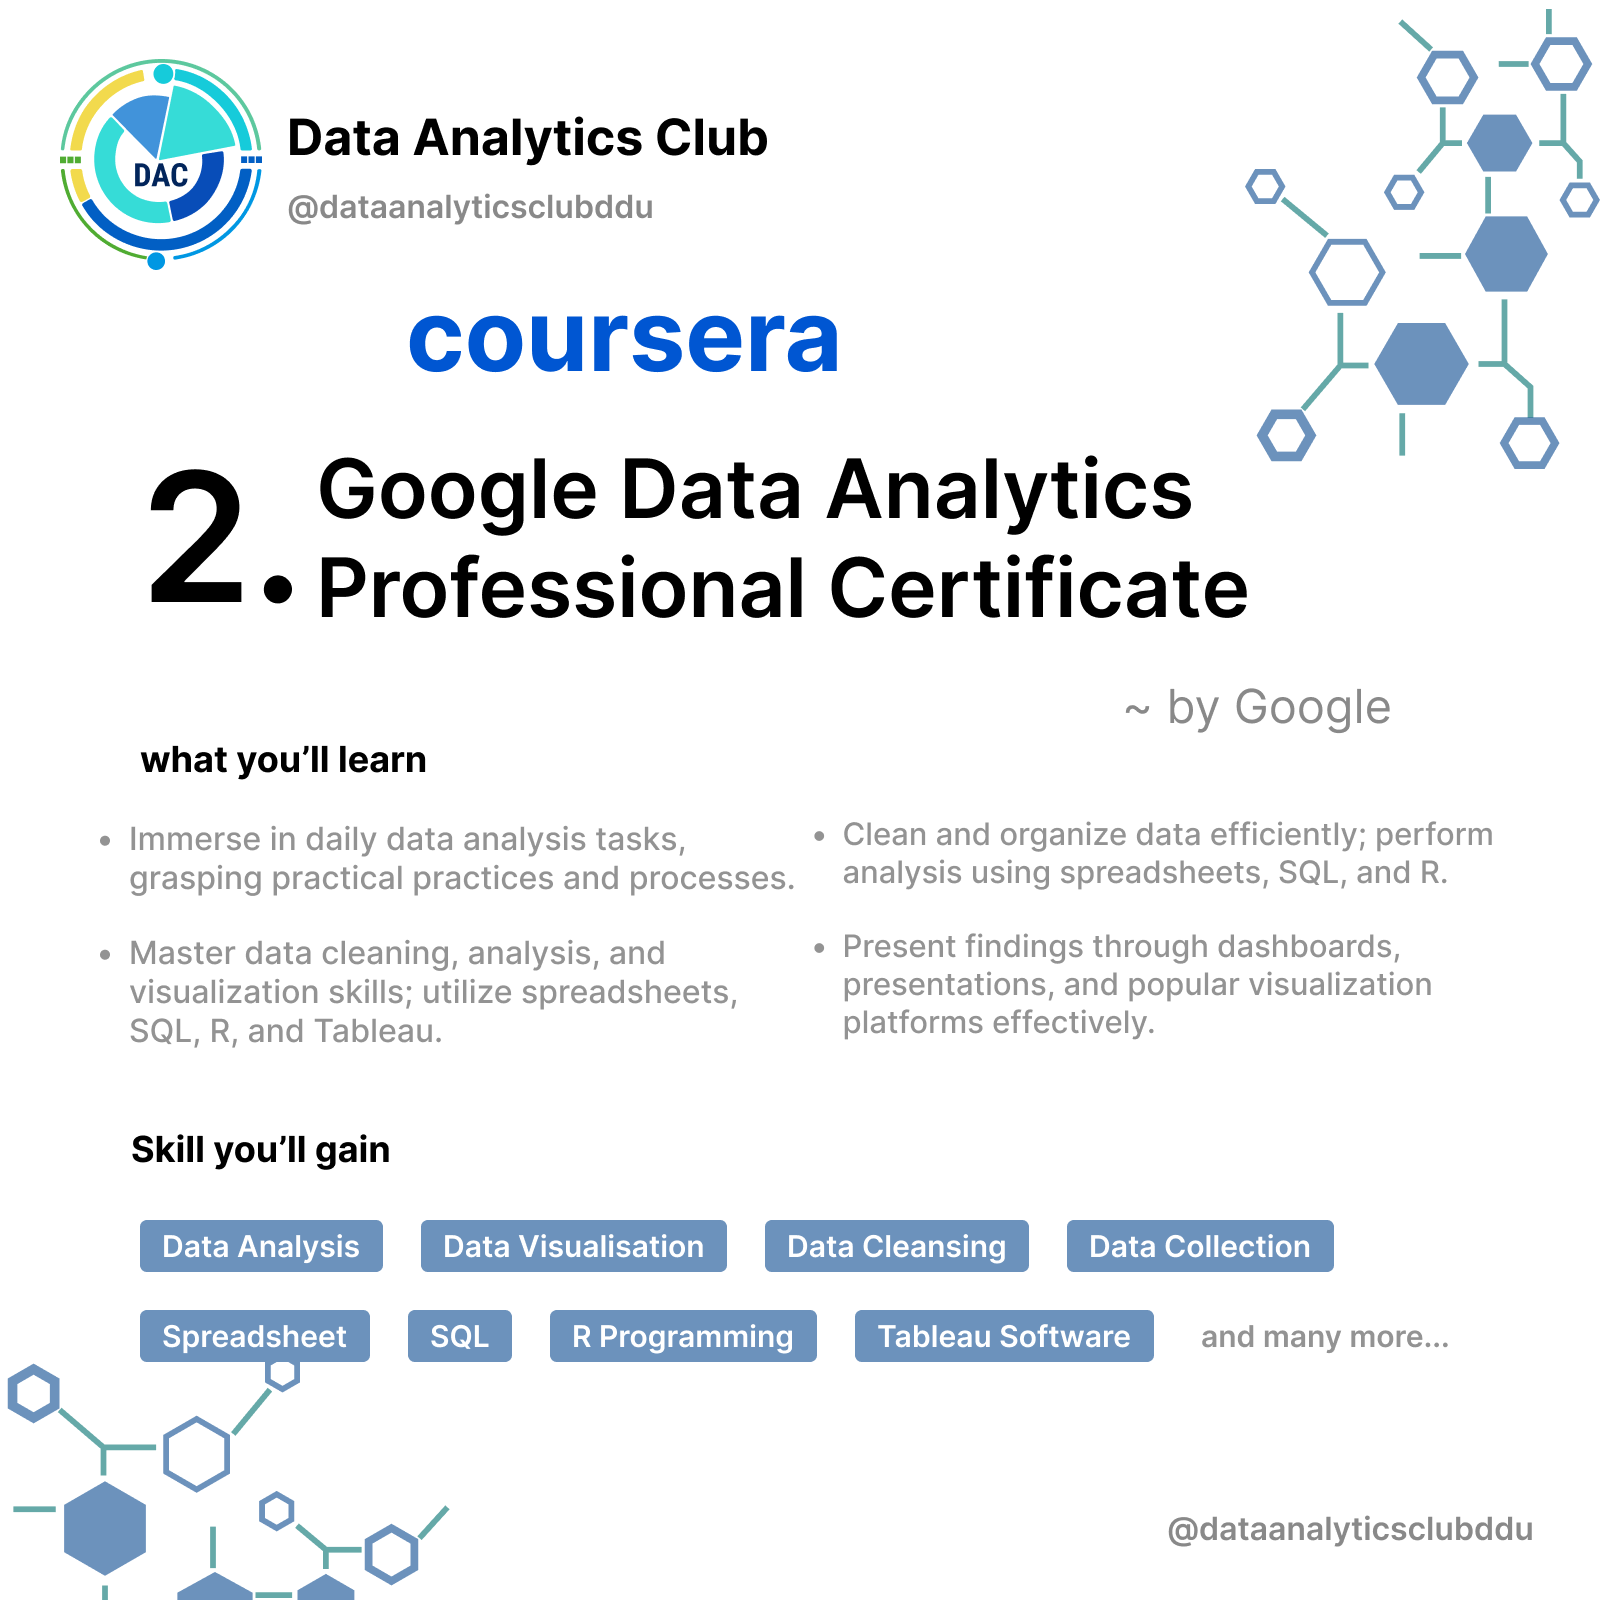 DAC
Data Analytics Club
@dataanalyticsclubddu
coursera
2. Google Data Analytics
Professional Certificate
~ by Google
what you’ll learn
• Immerse in daily data analysis tasks,
grasping practical practices and processes.
• Master data cleaning, analysis, and
visualization skills; utilize spreadsheets,
SQL, R, and Tableau.
• Clean and organize data efficiently; perform
analysis using spreadsheets, SQL, and R.
• Present findings through dashboards,
presentations, and popular visualization
platforms effectively.
Skill you’ll gain
Data Analysis Data Visualisation Data Cleansing Data Collection
Spreadsheet SQL R Programming Tableau Software and many more...
@dataanalyticsclubddu